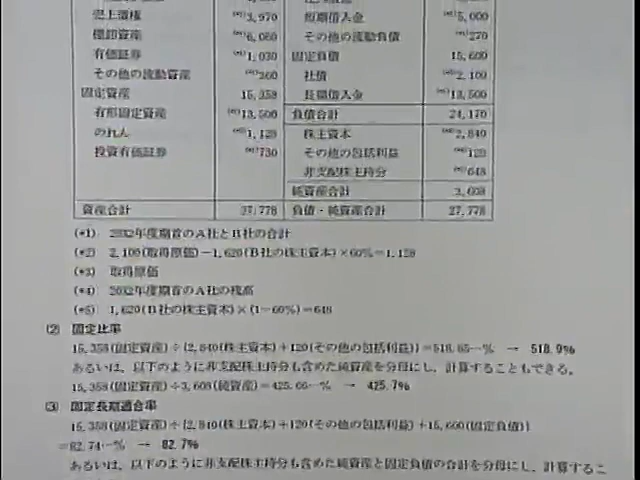 売上債権 (*1)3,970 短期借入金 (*1)5,000
棚卸資産 (*1)6,060 その他の流動負債 (*1)270
有価証券 (*1)1,030 固定負債 15,600
その他の流動資産 (*1)360 社債 (*1)2,100
固定資産 15,358 長期借入金 (*1)13,500
有形固定資産 (*1)13,500 負債合計 24,170
のれん (*2)1,128 株主資本 (*4)2,840
投資有価証券 (*3)730 その他の包括利益 (*4)120
非支配株主持分 (*5)648
純資産合計 3,608
資産合計 27,778 負債・純資産合計 27,778
(*1) 2032年度期首のA社とB社の合計
(*2) 2,100(取得原価)-1,620(B社の株主資本)×60%=1,128
(*3) 取得原価
(*4) 2032年度期首のA社の残高
(*5) 1,620(B社の株主資本)×(1-60%)=648
(2) 固定比率
15,358(固定資産)÷{2,840(株主資本)+120(その他の包括利益)}=518.85…% → 518.9%
あるいは、以下のように非支配株主持分も含めた純資産を分母にし、計算することもできる。
15,358(固定資産)÷3,608(純資産)=425.66…% → 425.7%
(3) 固定長期適合率
15,358(固定資産)÷{2,840(株主資本)+120(その他の包括利益)+15,600(固定負債)}
=82.74…% → 82.7%
あるいは、以下のように非支配株主持分も含めた純資産と固定負債の合計を分母にし、計算するこ